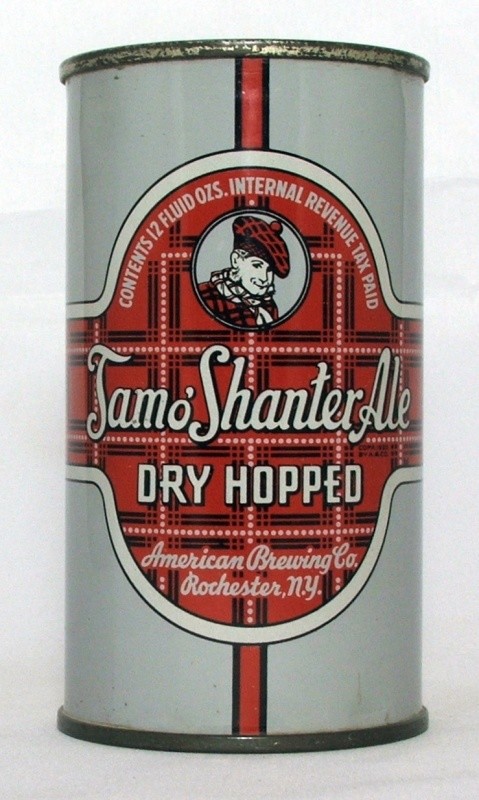 CONTENTS 12 FLUID OZS. INTERNAL REVENUE TAX PAID
Tam o' Shanter Ale
DRY HOPPED
American Brewing Co.
Rochester, N.Y.